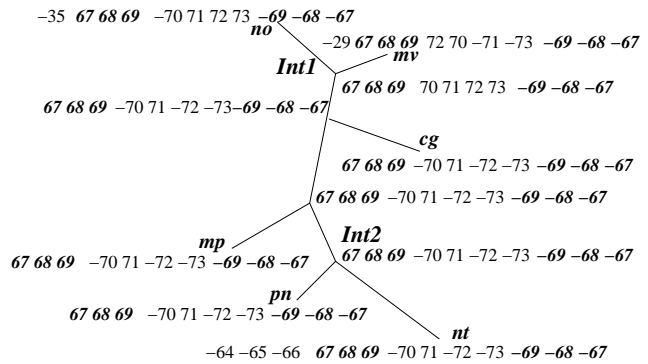 −35 67 68 69 −70 71 72 73 −69 −68 −67
no
−29 67 68 69 72 70 −71 −73 −69 −68 −67
mv
Int1
67 68 69 70 71 72 73 −69 −68 −67
67 68 69 −70 71 −72 −73−69 −68 −67
cg
67 68 69 −70 71 −72 −73 −69 −68 −67
67 68 69 −70 71 −72 −73 −69 −68 −67
mp
Int2
67 68 69 −70 71 −72 −73 −69 −68 −67
67 68 69 −70 71 −72 −73 −69 −68 −67
pn
67 68 69 −70 71 −72 −73 −69 −68 −67
nt
−64 −65 −66 67 68 69 −70 71 −72 −73 −69 −68 −67